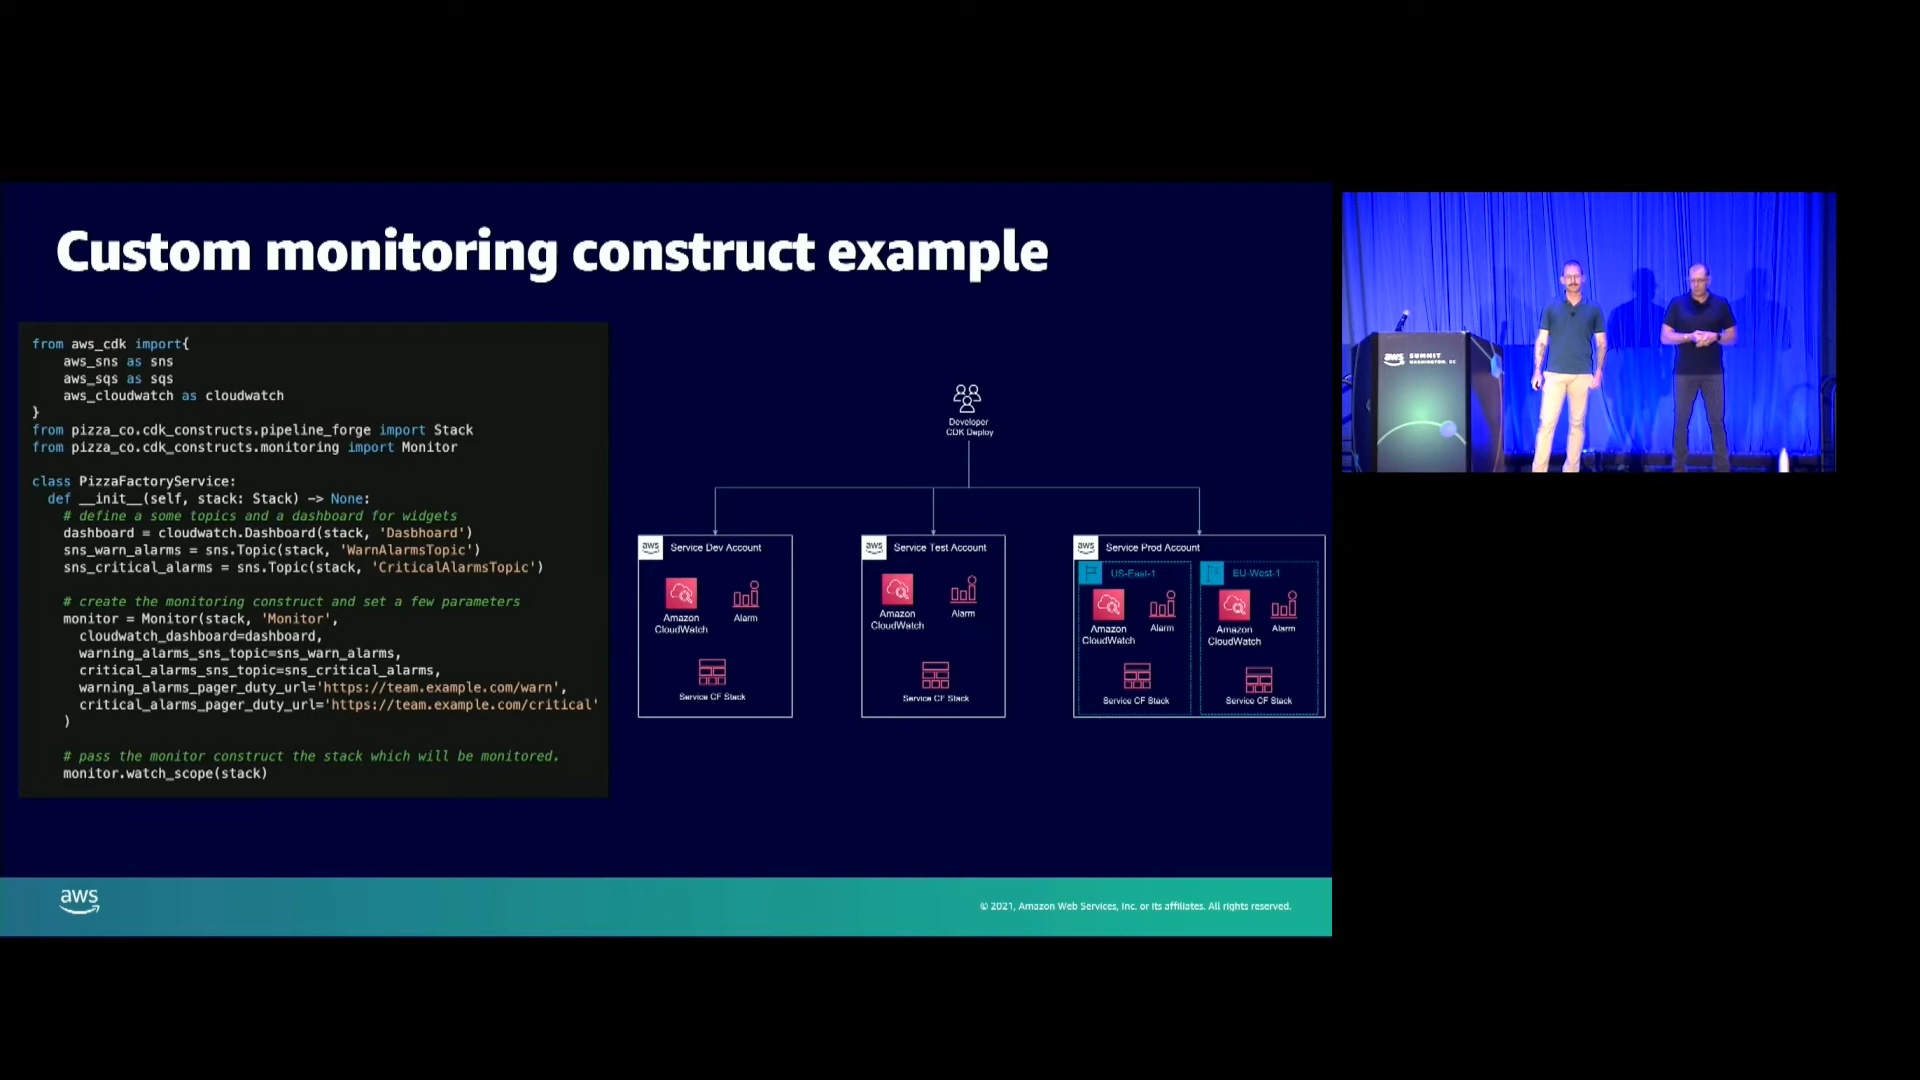 Custom monitoring construct example
from aws_cdk import{
    aws_sns as sns
    aws_sqs as sqs
    aws_cloudwatch as cloudwatch
}
from pizza_co.cdk_constructs.pipeline_forge import Stack
from pizza_co.cdk_constructs.monitoring import Monitor
class PizzaFactoryService:
  def __init__(self, stack: Stack) -> None:
    # define a some topics and a dashboard for widgets
    dashboard = cloudwatch.Dashboard(stack, 'Dasbhoard')
    sns_warn_alarms = sns.Topic(stack, 'WarnAlarmsTopic')
    sns_critical_alarms = sns.Topic(stack, 'CriticalAlarmsTopic')
    # create the monitoring construct and set a few parameters
    monitor = Monitor(stack, 'Monitor',
      cloudwatch_dashboard=dashboard,
      warning_alarms_sns_topic=sns_warn_alarms,
      critical_alarms_sns_topic=sns_critical_alarms,
      warning_alarms_pager_duty_url='https://team.example.com/warn',
      critical_alarms_pager_duty_url='https://team.example.com/critical'
    )
    # pass the monitor construct the stack which will be monitored.
    monitor.watch_scope(stack)
Developer
CDK Deploy
aws
Service Dev Account
Amazon
CloudWatch
Alarm
Service CF Stack
aws
Service Test Account
Amazon
CloudWatch
Alarm
Service CF Stack
aws
Service Prod Account
US-East-1
Amazon
CloudWatch
Alarm
Service CF Stack
EU-West-1
Amazon
CloudWatch
Alarm
Service CF Stack
aws
© 2021, Amazon Web Services, Inc. or its affiliates. All rights reserved.
aws SUMMIT
WASHINGTON, DC